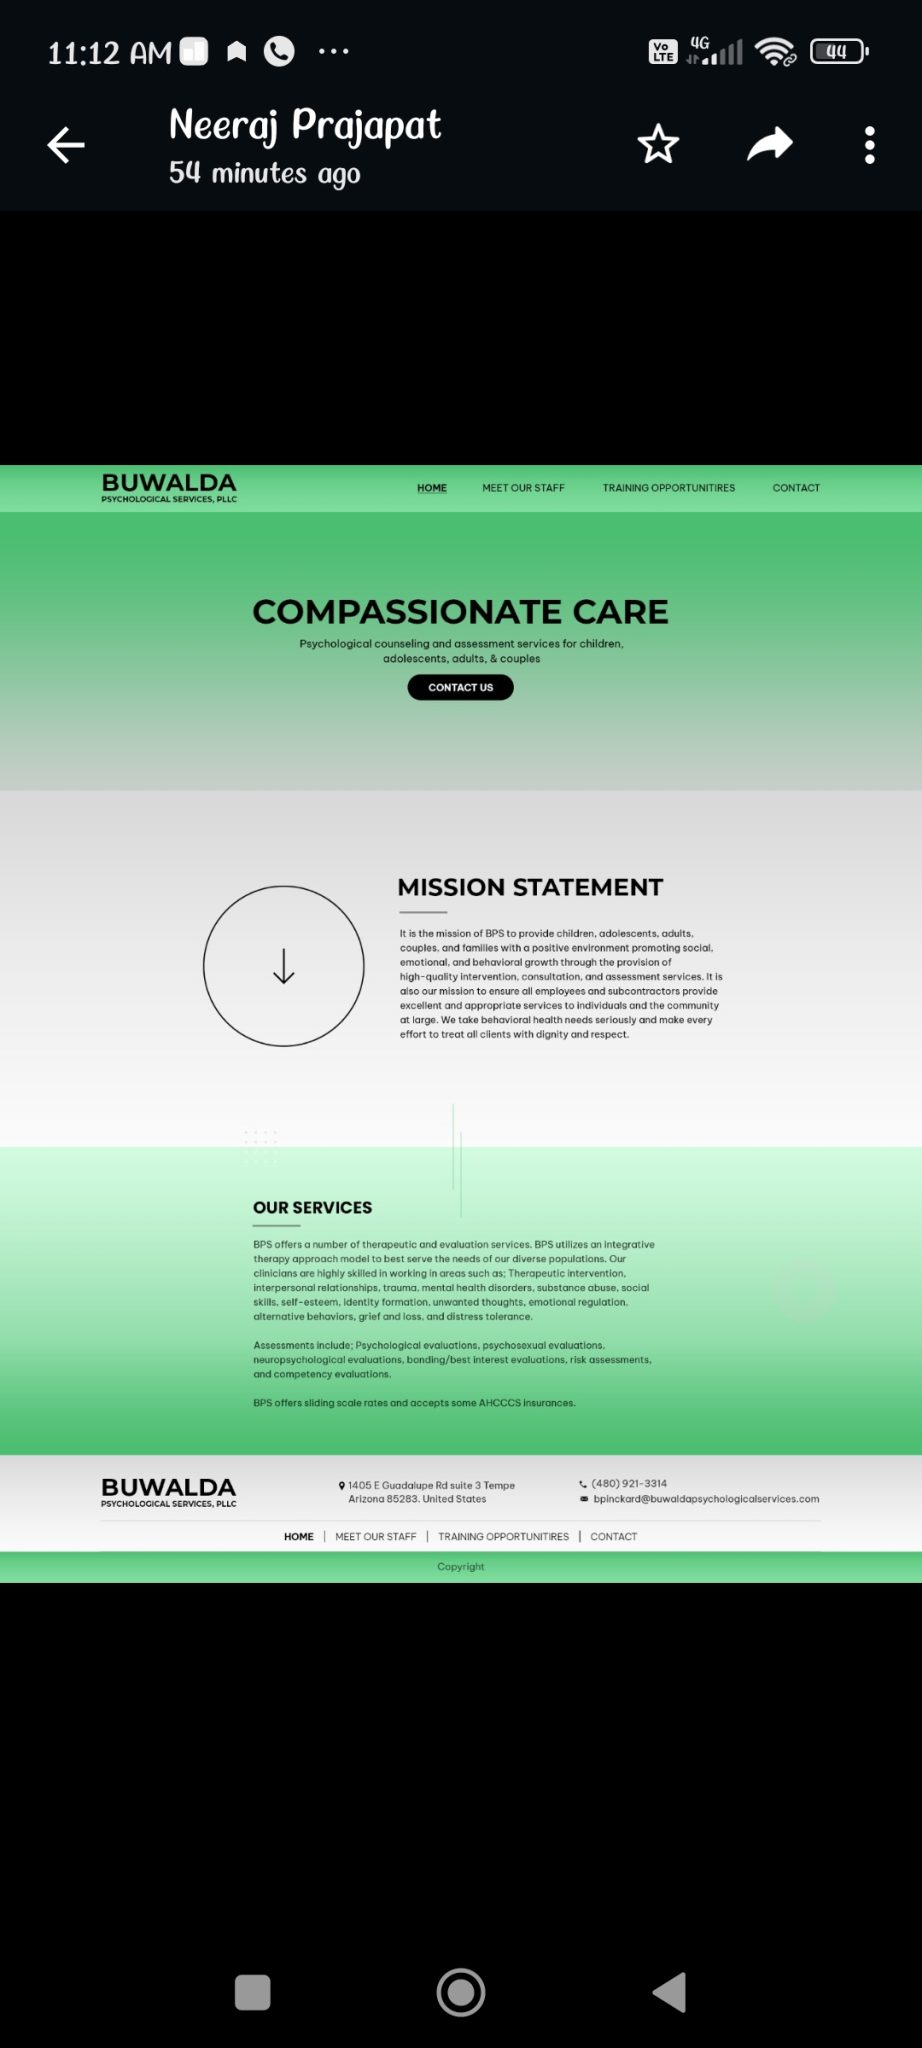 11:12 AM
Vo
LTE
4G
44
Neeraj Prajapat
54 minutes ago
BUWALDA
PSYCHOLOGICAL SERVICES, PLLC
HOME
MEET OUR STAFF
TRAINING OPPORTUNITIRES
CONTACT
COMPASSIONATE CARE
Psychological counseling and assessment services for children,
adolescents, adults, & couples
CONTACT US
MISSION STATEMENT
It is the mission of BPS to provide children, adolescents, adults,
couples, and families with a positive environment promoting social,
emotional, and behavioral growth through the provision of
high-quality intervention, consultation, and assessment services. It is
also our mission to ensure all employees and subcontractors provide
excellent and appropriate services to individuals and the community
at large. We take behavioral health needs seriously and make every
effort to treat all clients with dignity and respect.
OUR SERVICES
BPS offers a number of therapeutic and evaluation services. BPS utilizes an integrative
therapy approach model to best serve the needs of our diverse populations. Our
clinicians are highly skilled in working in areas such as; Therapeutic intervention,
interpersonal relationships, trauma, mental health disorders, substance abuse, social
skills, self-esteem, identity formation, unwanted thoughts, emotional regulation,
alternative behaviors, grief and loss, and distress tolerance.
Assessments include; Psychological evaluations, psychosexual evaluations,
neuropsychological evaluations, bonding/best interest evaluations, risk assessments,
and competency evaluations.
BPS offers sliding scale rates and accepts some AHCCCS insurances.
BUWALDA
PSYCHOLOGICAL SERVICES, PLLC
1405 E Guadalupe Rd suite 3 Tempe
Arizona 85283. United States
(480) 921-3314
bpinckard@buwaldapsychologicalservices.com
HOME | MEET OUR STAFF | TRAINING OPPORTUNITIRES | CONTACT
Copyright